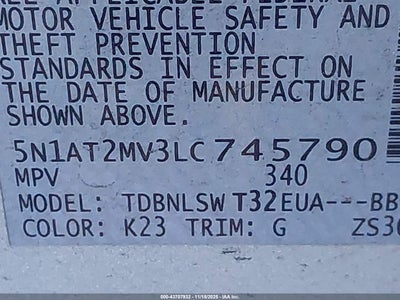 MOTOR VEHICLE SAFETY AND
THEFT PREVENTION
STANDARDS IN EFFECT ON
THE DATE OF MANUFACTURE
SHOWN ABOVE.
5N1AT2MV3LC745790
MPV 340
MODEL: TDBNLSW T32EUA---BB
COLOR: K23 TRIM: G ZS3